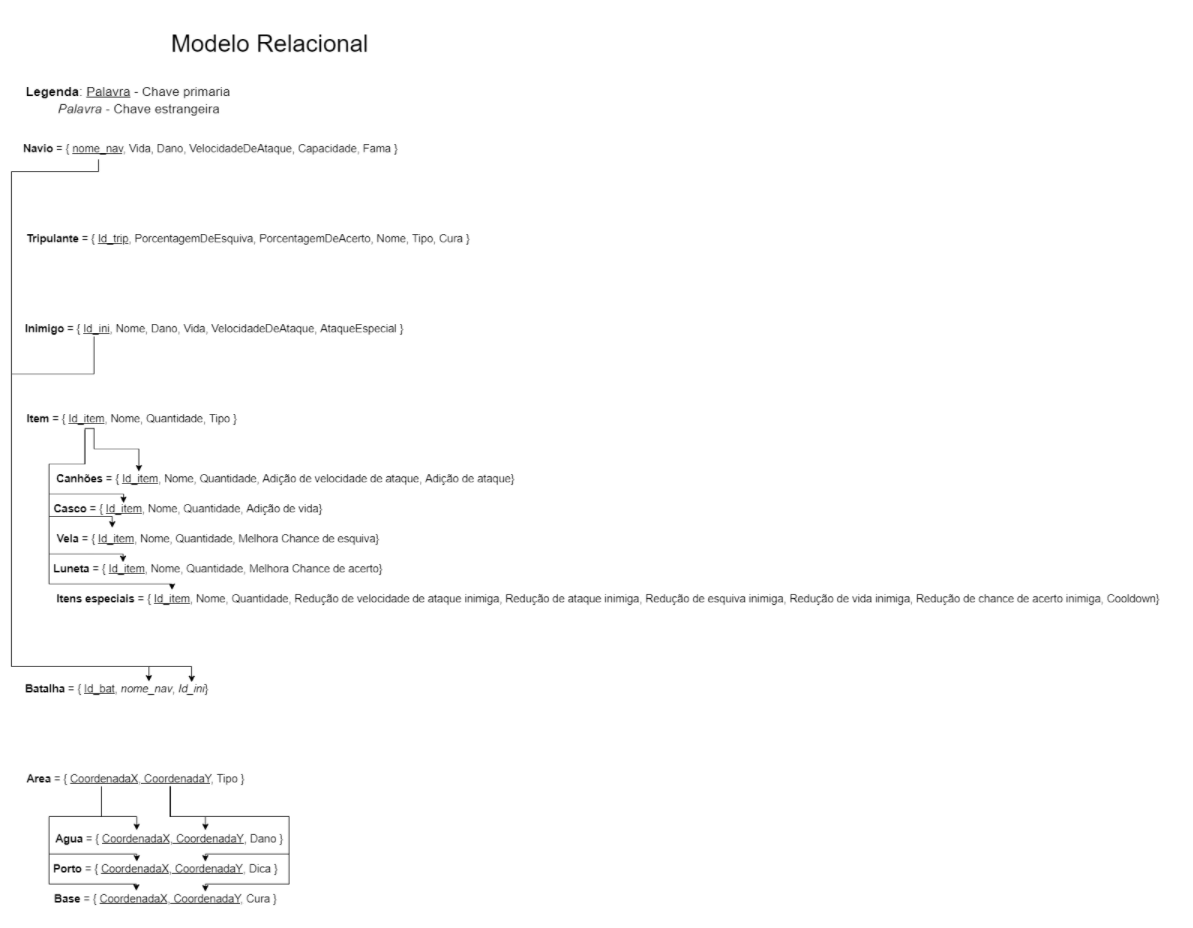 Modelo Relacional
Legenda: Palavra - Chave primaria
Palavra - Chave estrangeira
Navio = { nome_nav, Vida, Dano, VelocidadeDeAtaque, Capacidade, Fama }
Tripulante = { Id_trip, PorcentagemDeEsquiva, PorcentagemDeAcerto, Nome, Tipo, Cura }
Inimigo = { Id_ini, Nome, Dano, Vida, VelocidadeDeAtaque, AtaqueEspecial }
Item = { Id_item, Nome, Quantidade, Tipo }
Canhões = { Id_item, Nome, Quantidade, Adição de velocidade de ataque, Adição de ataque}
Casco = { Id_item, Nome, Quantidade, Adição de vida}
Vela = { Id_item, Nome, Quantidade, Melhora Chance de esquiva}
Luneta = { Id_item, Nome, Quantidade, Melhora Chance de acerto}
Itens especiais = { Id_item, Nome, Quantidade, Redução de velocidade de ataque inimiga, Redução de ataque inimiga, Redução de esquiva inimiga, Redução de vida inimiga, Redução de chance de acerto inimiga, Cooldown}
Batalha = { Id_bat, nome_nav, Id_ini}
Area = { CoordenadaX, CoordenadaY, Tipo }
Agua = { CoordenadaX, CoordenadaY, Dano }
Porto = { CoordenadaX, CoordenadaY, Dica }
Base = { CoordenadaX, CoordenadaY, Cura }